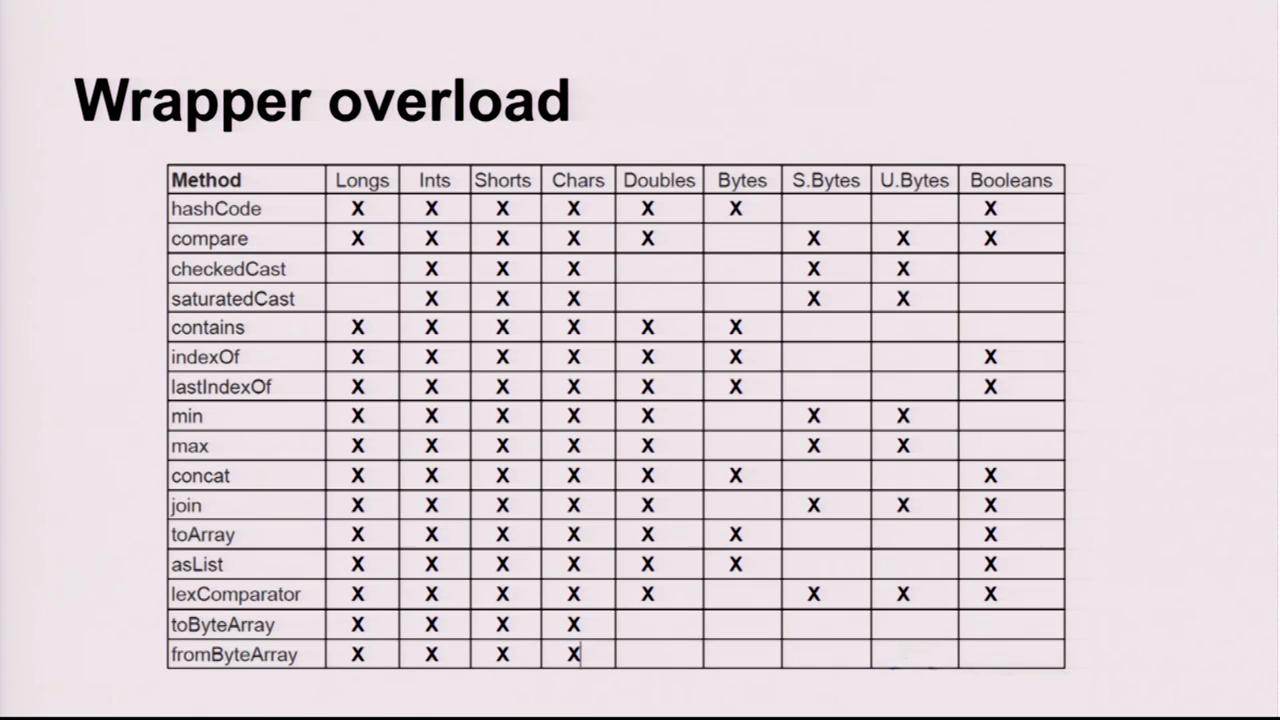 Wrapper overload
Method Longs Ints Shorts Chars Doubles Bytes S.Bytes U.Bytes Booleans
hashCode X X X X X X X
compare X X X X X X X X
checkedCast X X X X X
saturatedCast X X X X X
contains X X X X X X
indexOf X X X X X X X
lastIndexOf X X X X X X X
min X X X X X X X
max X X X X X X X
concat X X X X X X X
join X X X X X X X X
toArray X X X X X X X
asList X X X X X X X
lexComparator X X X X X X X X
toByteArray X X X X
fromByteArray X X X X